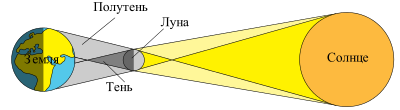 Полутень
Луна
Земля
Солнце
Тень